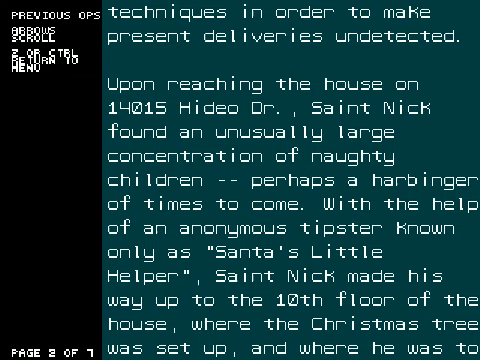 PREVIOUS OPS
ARROWS
SCROLL
Z OR CTRL
RETURN TO
MENU
PAGE 2 OF 7
techniques in order to make
present deliveries undetected.
Upon reaching the house on
14015 Hideo Dr., Saint Nick
found an unusually large
concentration of naughty
children -- perhaps a harbinger
of times to come. With the help
of an anonymous tipster known
only as "Santa's Little
Helper", Saint Nick made his
way up to the 10th floor of the
house, where the Christmas tree
was set up, and where he was to